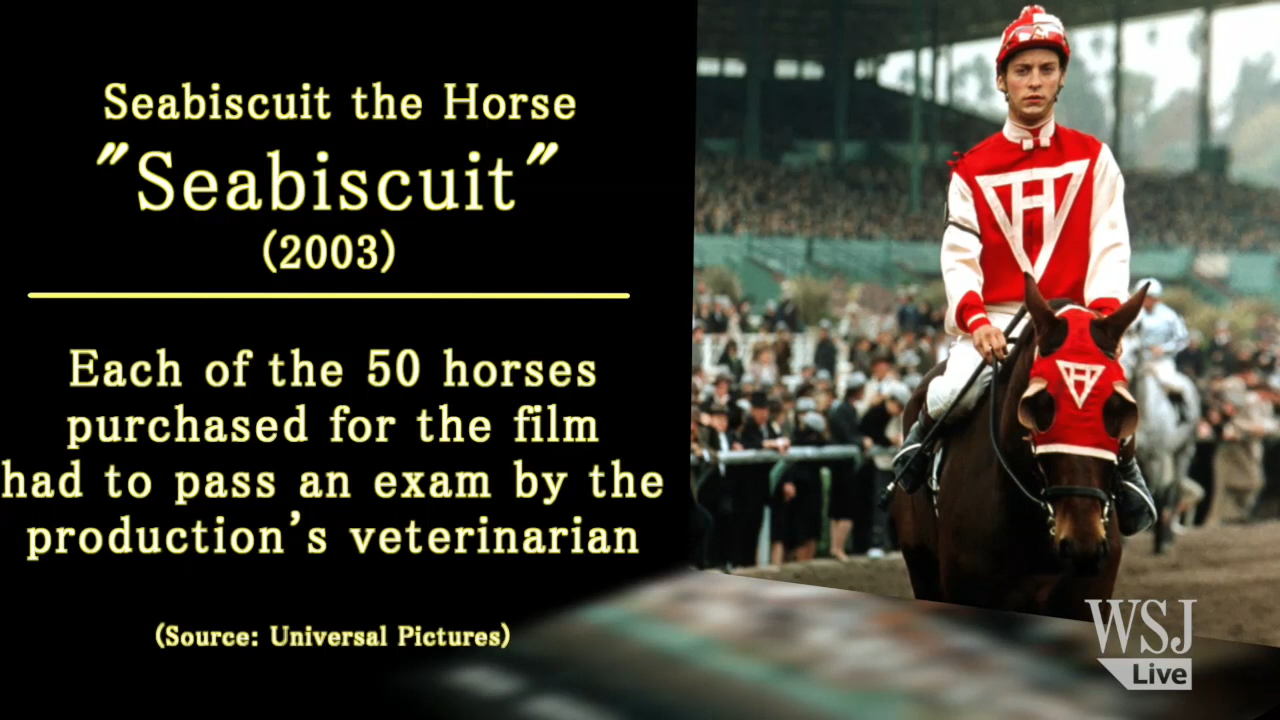 Seabiscuit the Horse
"Seabiscuit"
(2003)
Each of the 50 horses
purchased for the film
had to pass an exam by the
production's veterinarian
(Source: Universal Pictures)
H
H
WSJ
Live